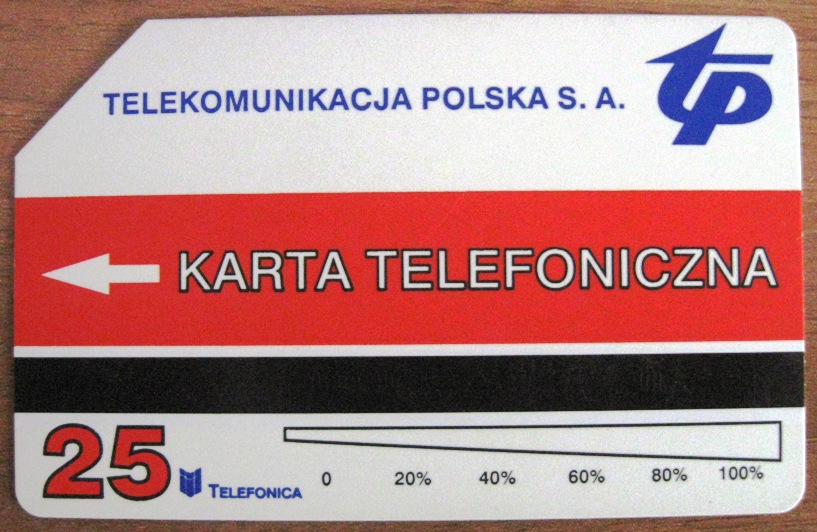 TELEKOMUNIKACJA POLSKA S. A.
tp
KARTA TELEFONICZNA
25 TELEFONICA
0 20% 40% 60% 80% 100%